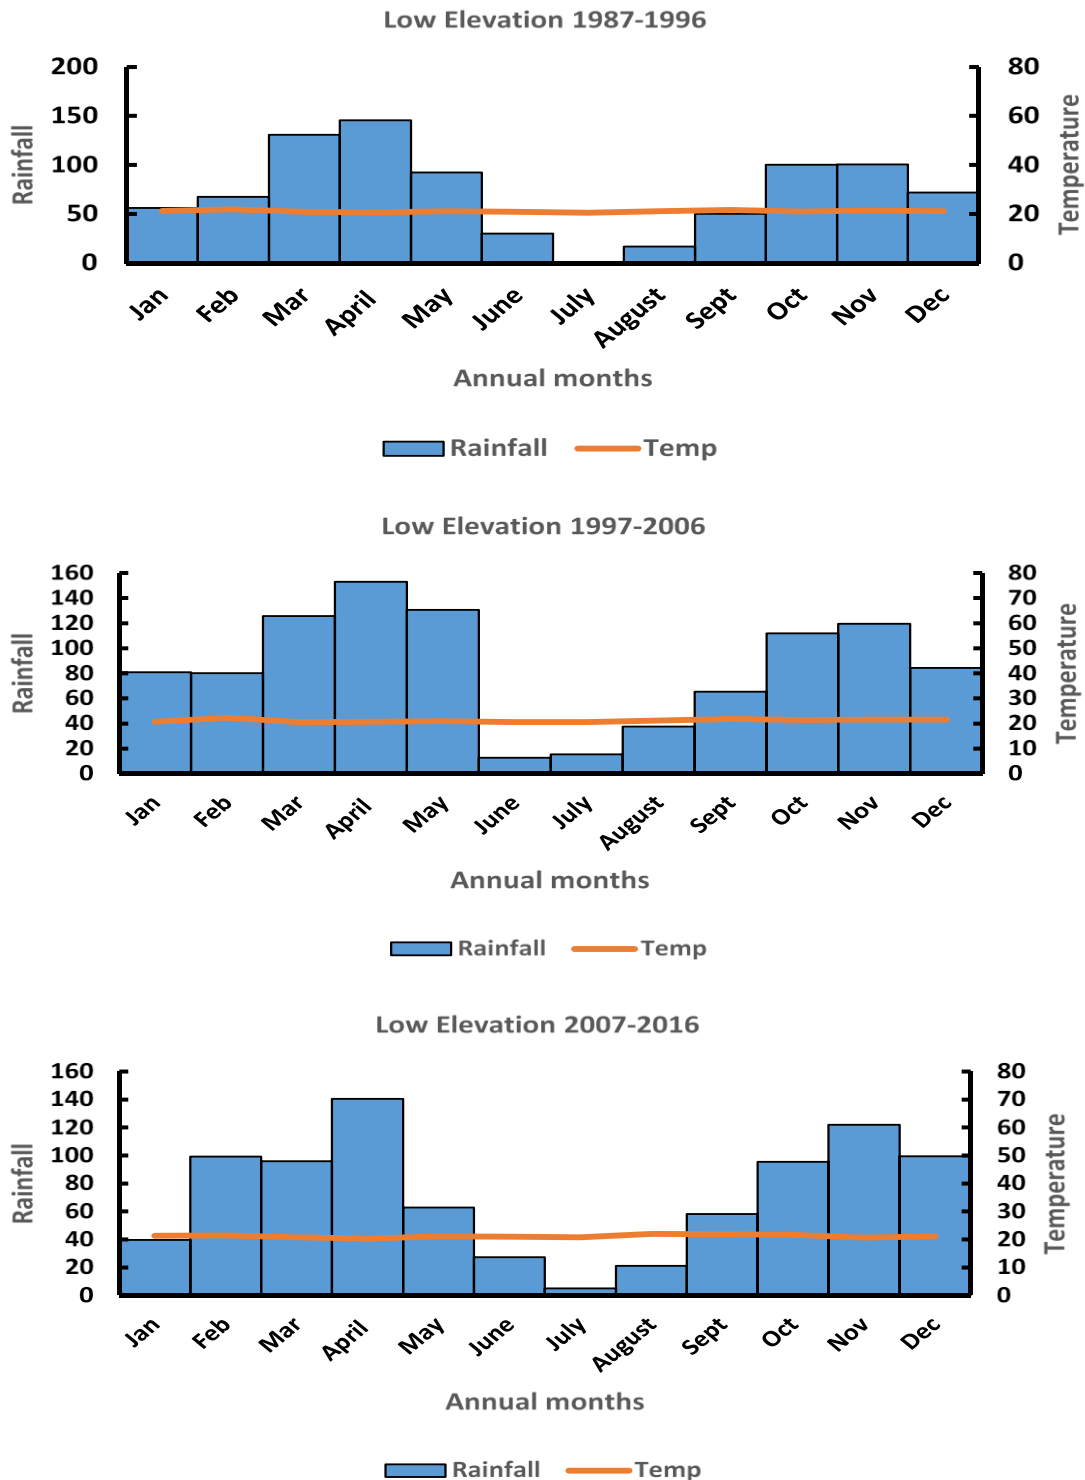 Low Elevation 1987-1996
200
150
100
50
0
80
60
40
20
0
Rainfall
Temperature
Jan Feb Mar April May June July August Sept Oct Nov Dec
Annual months
Rainfall Temp
Low Elevation 1997-2006
160
140
120
100
80
60
40
20
0
80
70
60
50
40
30
20
10
0
Rainfall
Temperature
Jan Feb Mar April May June July August Sept Oct Nov Dec
Annual months
Rainfall Temp
Low Elevation 2007-2016
160
140
120
100
80
60
40
20
0
80
70
60
50
40
30
20
10
0
Rainfall
Temperature
Jan Feb Mar April May June July August Sept Oct Nov Dec
Annual months
Rainfall Temp